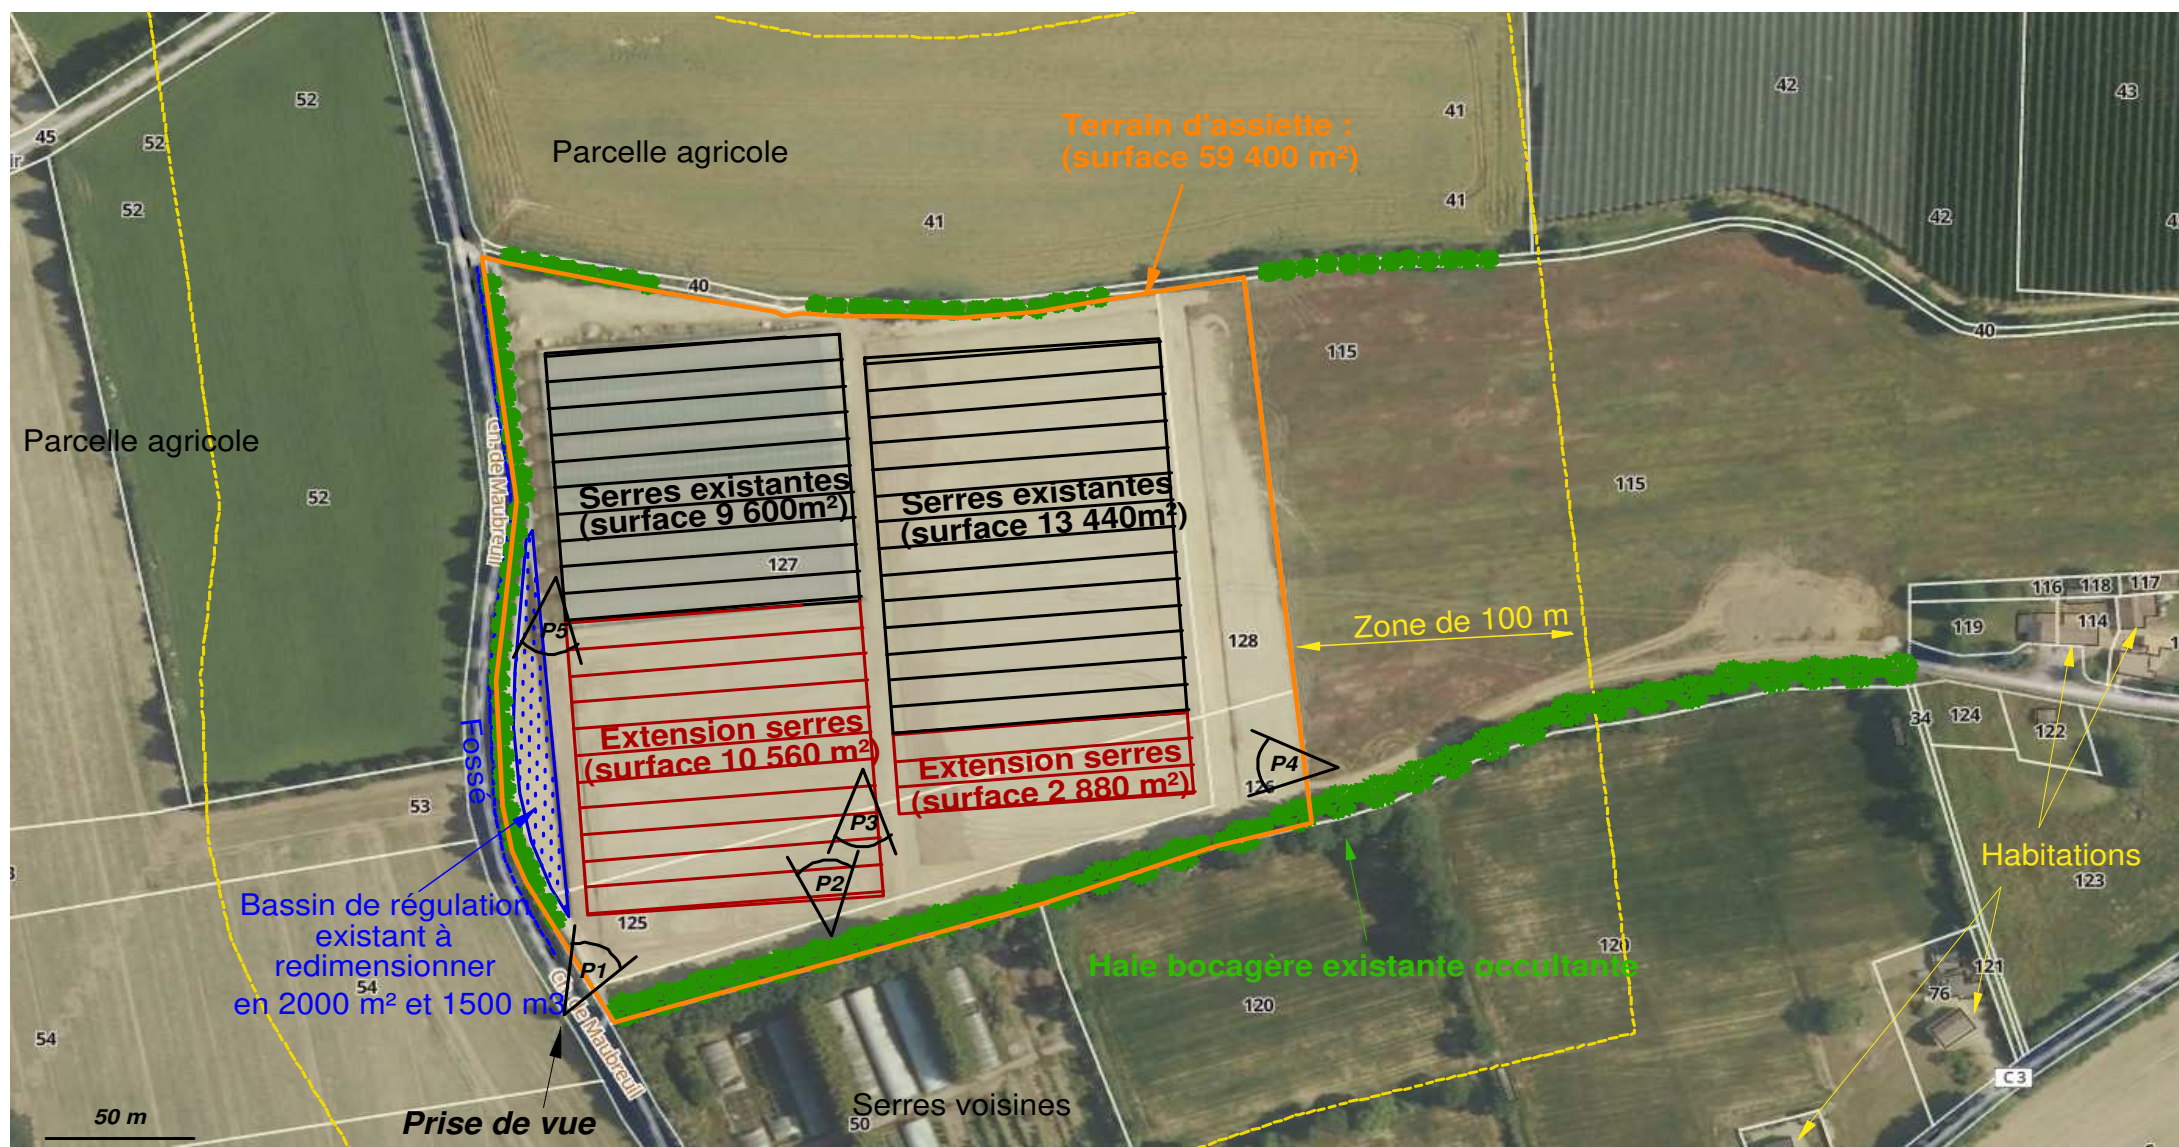 52
42
43
45
52
41
Terrain d'assiette :
(surface 59 400 m²)
Parcelle agricole
52
41
41
42
40
40
115
Parcelle agricole
Ch. de Maubreuil
52
Serres existantes
(surface 9 600m²)
Serres existantes
(surface 13 440m²)
115
127
116
118
117
119
114
P5
128
Zone de 100 m
Fossé
Extension serres
(surface 10 560 m²)
Extension serres
(surface 2 880 m²)
34
124
122
P4
126
53
P3
P2
Habitations
123
Bassin de régulation
existant à
redimensionner
en 2000 m² et 1500 m3
125
P1
54
54
Haie bocagère existante occultante
120
120
121
76
C 3
Serres voisines
50
50 m
Prise de vue